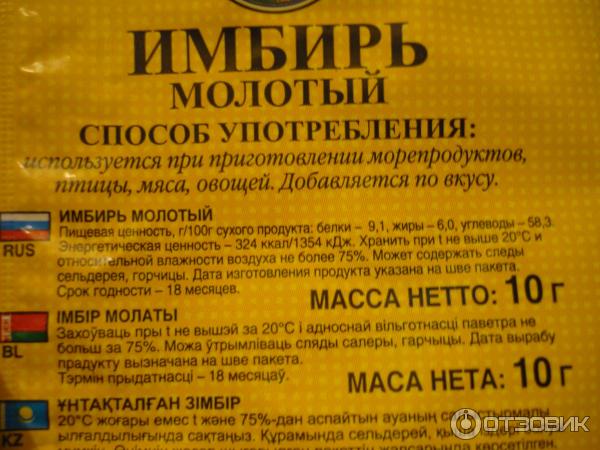 ИМБИРЬ
МОЛОТЫЙ
СПОСОБ УПОТРЕБЛЕНИЯ:
используется при приготовлении морепродуктов,
птицы, мяса, овощей. Добавляется по вкусу.
ИМБИРЬ МОЛОТЫЙ
Пищевая ценность, г/100г сухого продукта: белки – 9,1, жиры – 6,0, углеводы – 58,3.
Энергетическая ценность – 324 ккал/1354 кДж. Хранить при t не выше 20°С и
относительной влажности воздуха не более 75%. Может содержать следы
сельдерея, горчицы. Дата изготовления продукта указана на шве пакета.
Срок годности – 18 месяцев.
RUS
МАССА НЕТТО: 10 г
ІМБІР МОЛАТЫ
Захоўваць пры t не вышэй за 20°С і адноснай вільготнасці паветра не
больш за 75%. Можа ўтрымліваць сляды салеры, гарчыцы. Дата вырабу
прадукту вызначана на шве пакета.
Тэрмін прыдатнасці – 18 месяцаў.
BL
МАСА НЕТА: 10 г
ҰНТАҚТАЛҒАН ЗІМБІР
20°С жоғары емес t және 75%-дан аспайтын ауаның
ылғалдылығында сақтаңыз. Құрамында сельдерей,
KZ
ОТЗОВИК